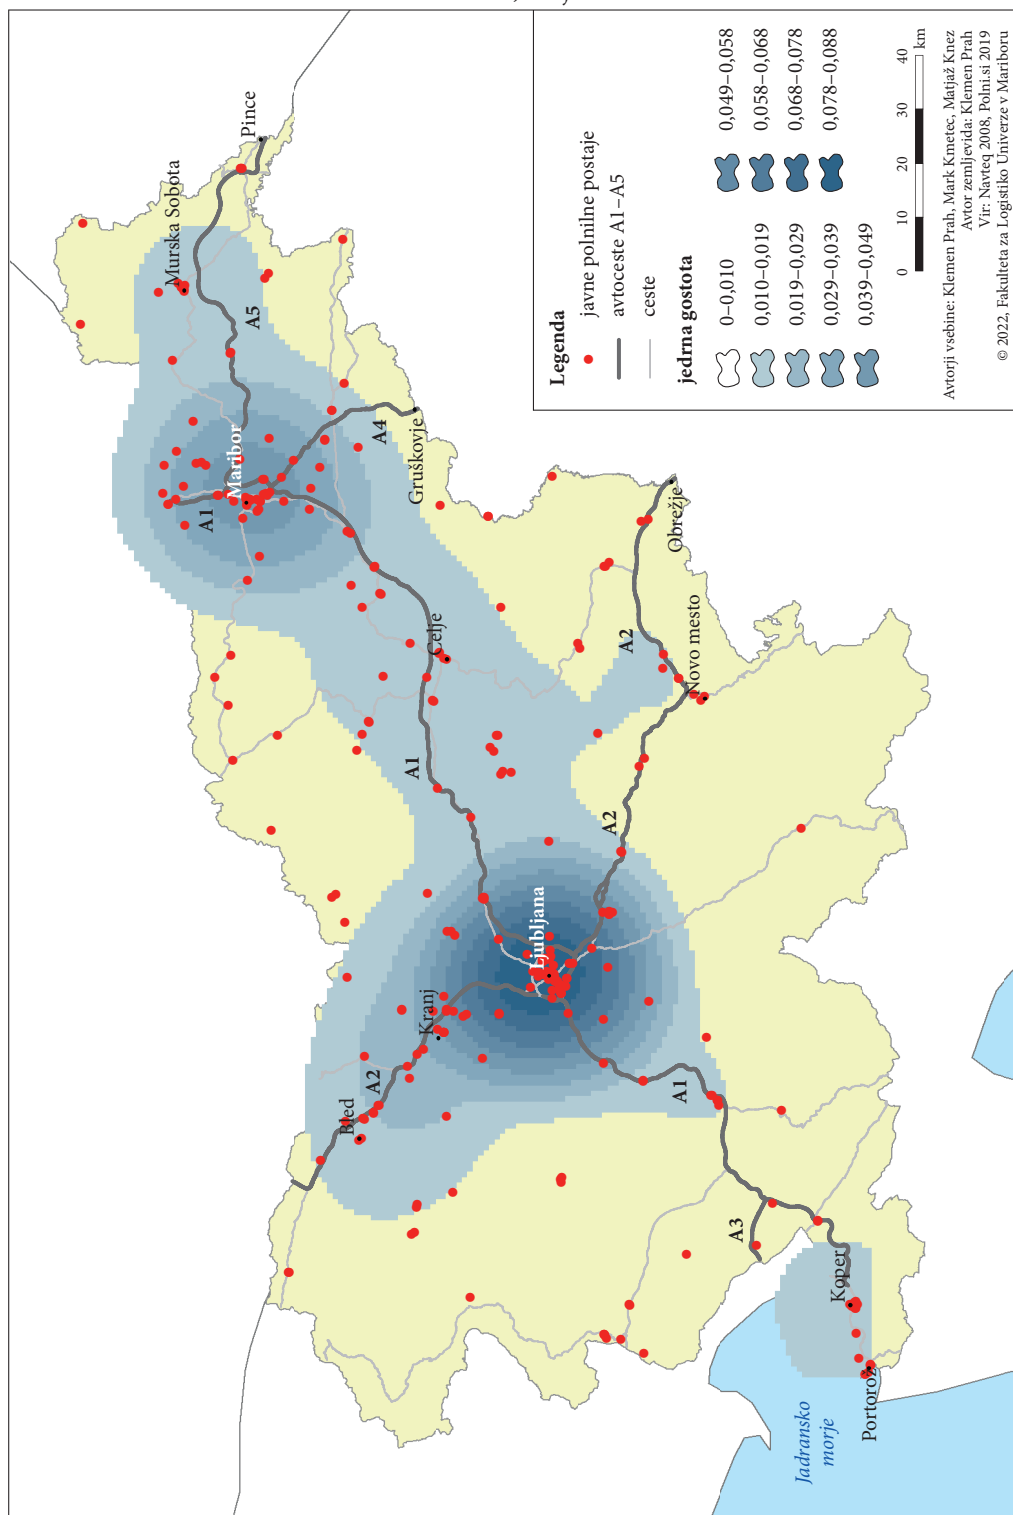 Pince
Murska Sobota
A5
Maribor
A1
A4
Gruškovje
Celje
A1
Obrežje
A2
Novo mesto
A2
Ljubljana
Kranj
A2
Bled
A1
A3
Koper
Portorož
Jadransko
morje
Legenda
javne polnilne postaje
avtoceste A1–A5
ceste
jedrna gostota
0–0,010
0,010–0,019
0,019–0,029
0,029–0,039
0,039–0,049
0,049–0,058
0,058–0,068
0,068–0,078
0,078–0,088
0 10 20 30 40
km
Avtorji vsebine: Klemen Prah, Mark Kmetec, Matjaž Knez
Avtor zemljevida: Klemen Prah
Vir: Navteq 2008, Polni.si 2019
© 2022, Fakulteta za Logistiko Univerze v Mariboru